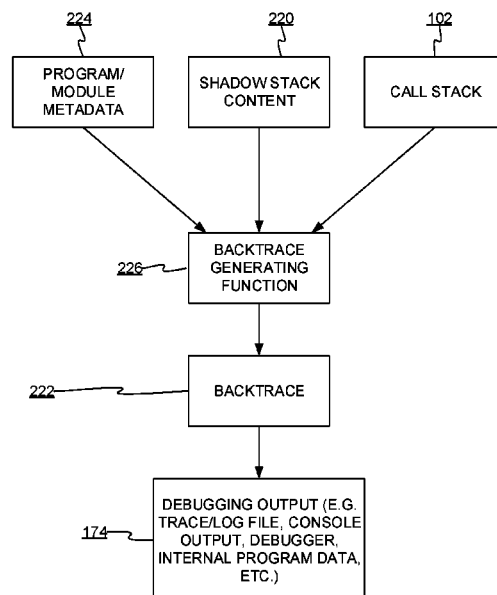 224
220
102
PROGRAM/
MODULE
METADATA
SHADOW STACK
CONTENT
CALL STACK
BACKTRACE
GENERATING
FUNCTION
226
222
BACKTRACE
DEBUGGING OUTPUT (E.G.
TRACE/LOG FILE, CONSOLE
OUTPUT, DEBUGGER,
INTERNAL PROGRAM DATA,
ETC.)
174